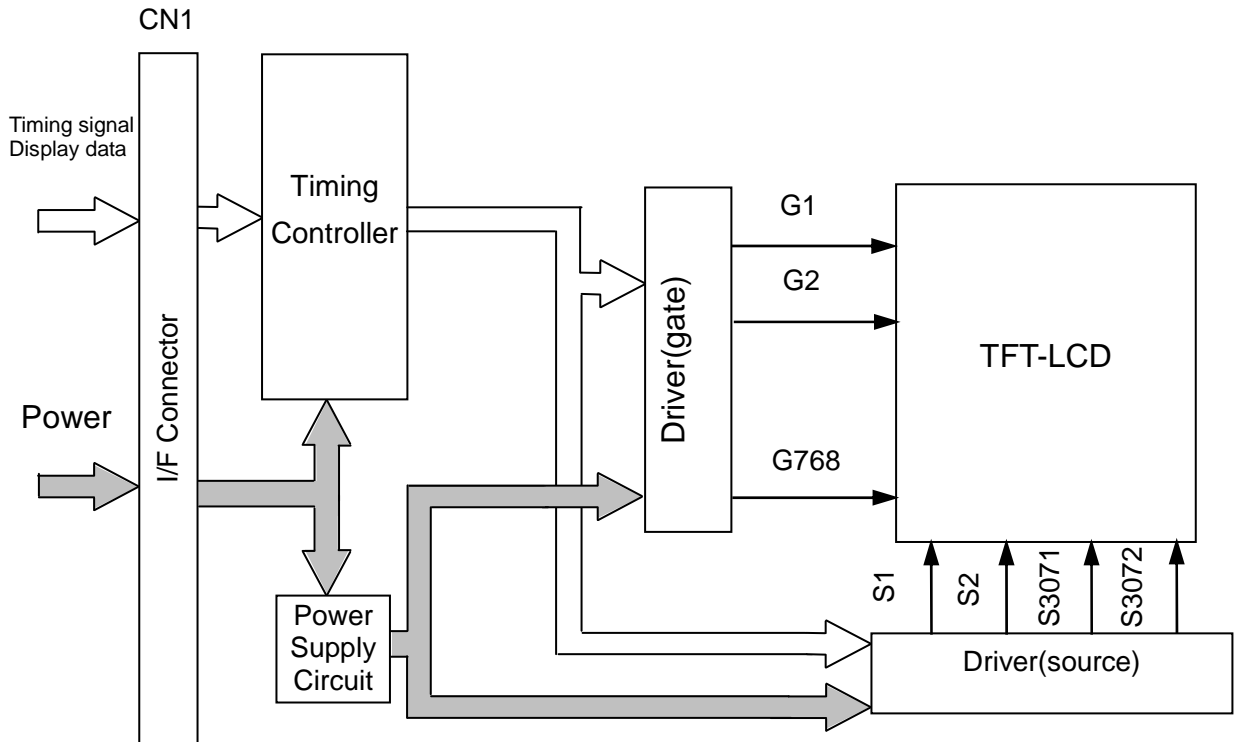 CN1
Timing signal
Display data
Power
I/F Connector
Timing
Controller
Power
Supply
Circuit
Driver(gate)
G1
G2
G768
TFT-LCD
S1
S2
S3071
S3072
Driver(source)